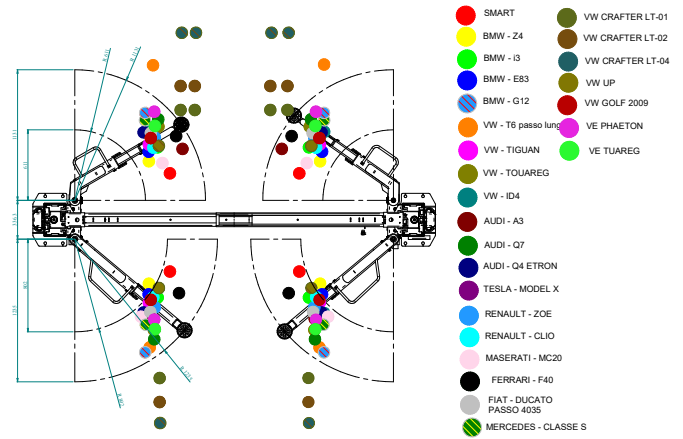 SMART
BMW - Z4
BMW - i3
BMW - E83
BMW - G12
VW - T6 passo lung
VW - TIGUAN
VW - TOUAREG
VW - ID4
AUDI - A3
AUDI - Q7
AUDI - Q4 ETRON
TESLA - MODEL X
RENAULT - ZOE
RENAULT - CLIO
MASERATI - MC20
FERRARI - F40
FIAT - DUCATO
PASSO 4035
MERCEDES - CLASSE S
VW CRAFTER LT-01
VW CRAFTER LT-02
VW CRAFTER LT-04
VW UP
VW GOLF 2009
VE PHAETON
VE TUAREG